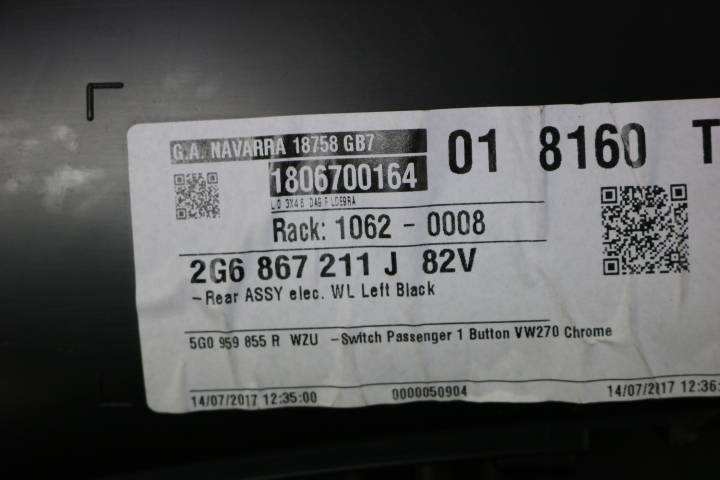 G.A. NAVARRA 18758 GB7
01 8160 T
1806700164
Rack: 1062 - 0008
2G6 867 211 J 82V
-Rear ASSY elec. WL Left Black
5G0 959 855 R WZU -Switch Passenger 1 Button VW270 Chrome
14/07/2017 12:35:00 0000050904 14/07/2017 12:36: